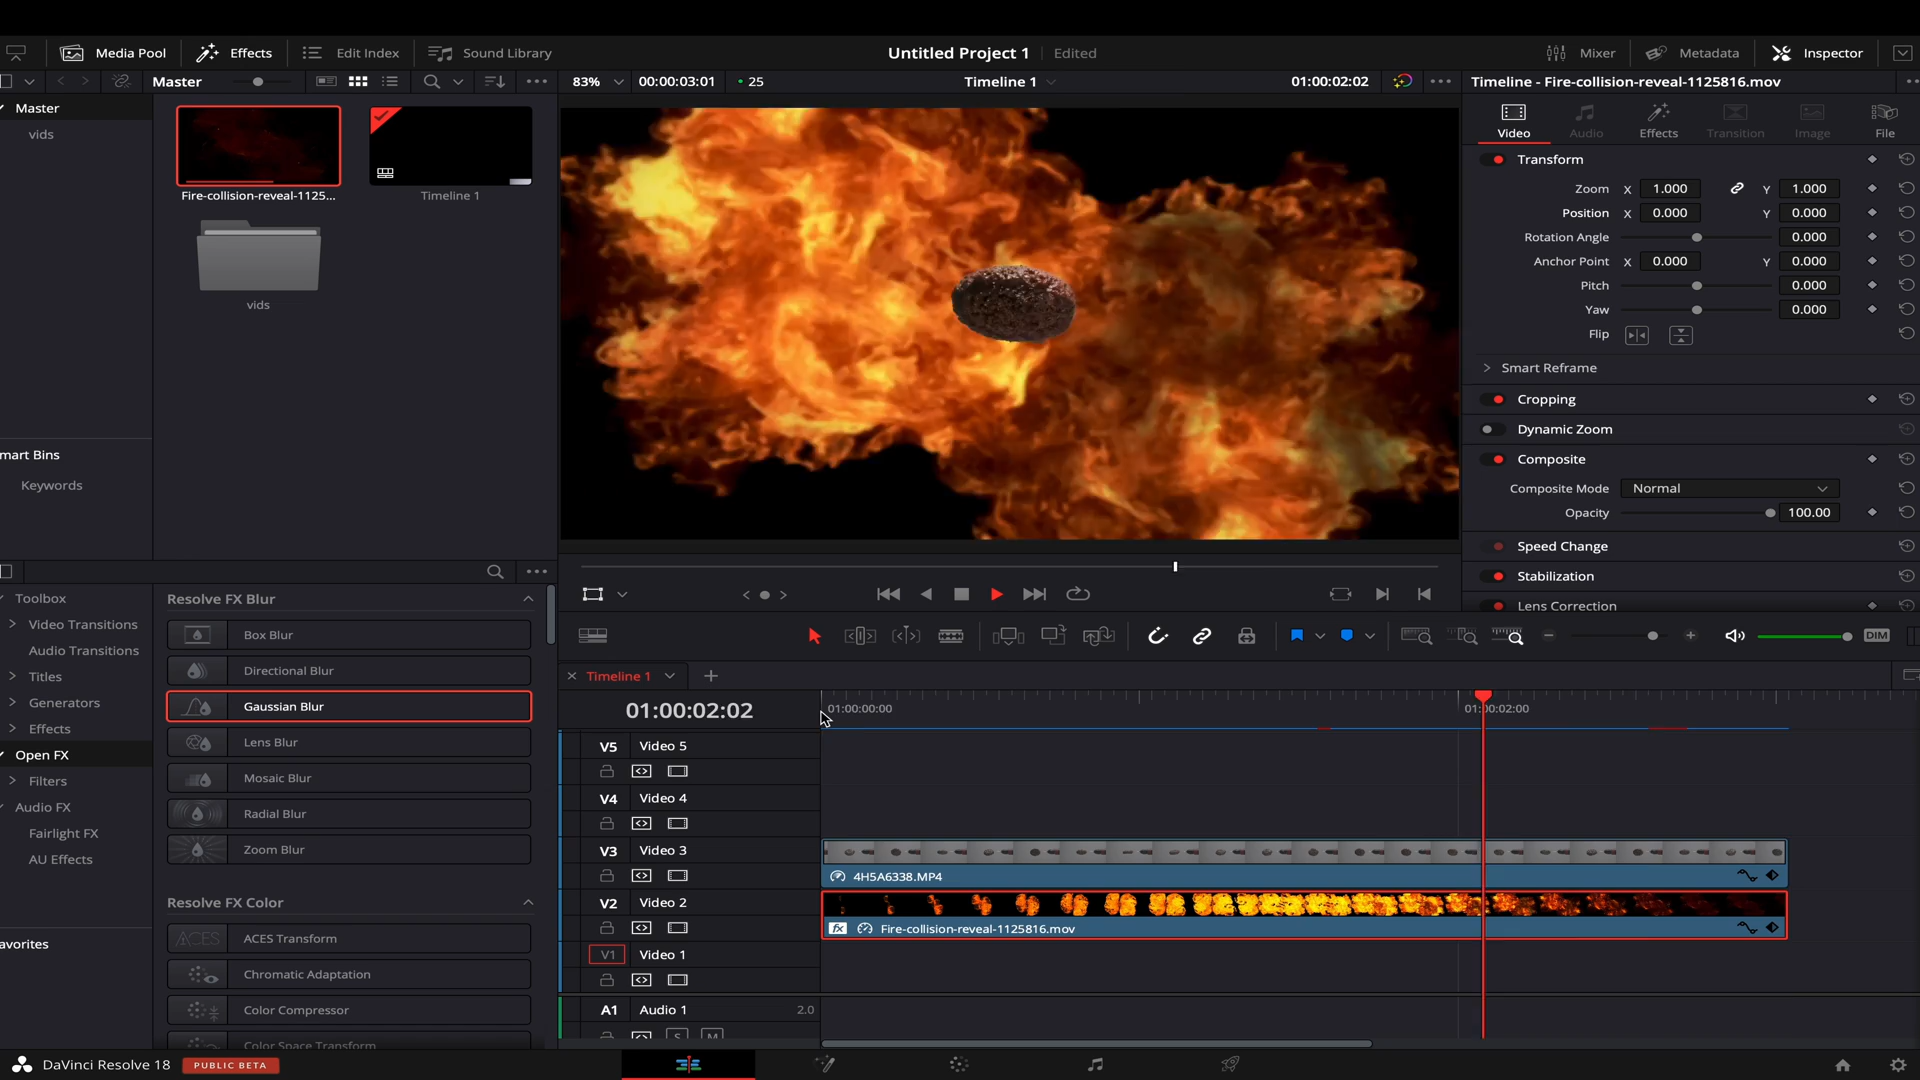 Media Pool
Effects
Edit Index
Sound Library
Untitled Project 1
Edited
Mixer
Metadata
Inspector
Master
83%
00:00:03:01
25
Timeline 1
01:00:02:02
Timeline - Fire-collision-reveal-1125816.mov
Master
vids
Fire-collision-reveal-1125...
Timeline 1
vids
mart Bins
Keywords
Video
Audio
Effects
Transition
Image
File
Transform
Zoom X 1.000 Y 1.000
Position X 0.000 Y 0.000
Rotation Angle 0.000
Anchor Point X 0.000 Y 0.000
Pitch 0.000
Yaw 0.000
Flip
Smart Reframe
Cropping
Dynamic Zoom
Composite
Composite Mode Normal
Opacity 100.00
Speed Change
Stabilization
Lens Correction
Toolbox
Video Transitions
Audio Transitions
Titles
Generators
Effects
Open FX
Filters
Audio FX
Fairlight FX
AU Effects
avorites
Resolve FX Blur
Box Blur
Directional Blur
Gaussian Blur
Lens Blur
Mosaic Blur
Radial Blur
Zoom Blur
Resolve FX Color
ACES
ACES Transform
Chromatic Adaptation
Color Compressor
Color Space Transform
DIM
Timeline 1
01:00:02:02
01:00:00:00
01:00:02:00
V5 Video 5
V4 Video 4
V3 Video 3
4H5A6338.MP4
V2 Video 2
fx Fire-collision-reveal-1125816.mov
V1 Video 1
A1 Audio 1 2.0
S M
DaVinci Resolve 18
PUBLIC BETA